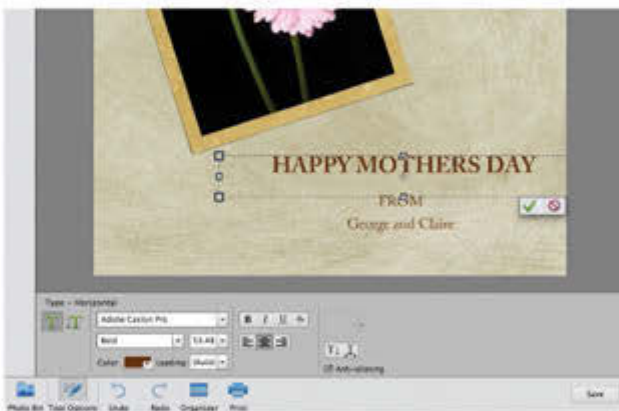 HAPPY MOTHERS DAY
FROM
George and Claire
Type - Horizontal
Adobe Caslon Pro
B I U S
Bold
Color: Leading: (Auto)
Anti-aliasing
Photo Bin Tool Options Undo Redo Organizer Print
Save